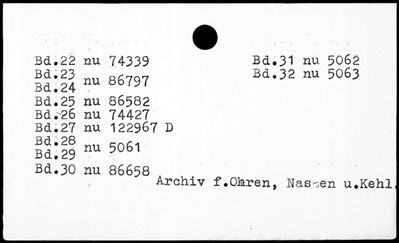 Bd.22 nu 74339
Bd.23
nu 86797
Bd.24
Bd.25 nu 86582
Bd.26 nu 74427
Bd.27 nu 122967 D
Bd.28
nu 5061
Bd.29
Bd.30 nu 86658
Bd.31 nu 5062
Bd.32 nu 5063
Archiv f.Ohren, Nasen u.Kehl.